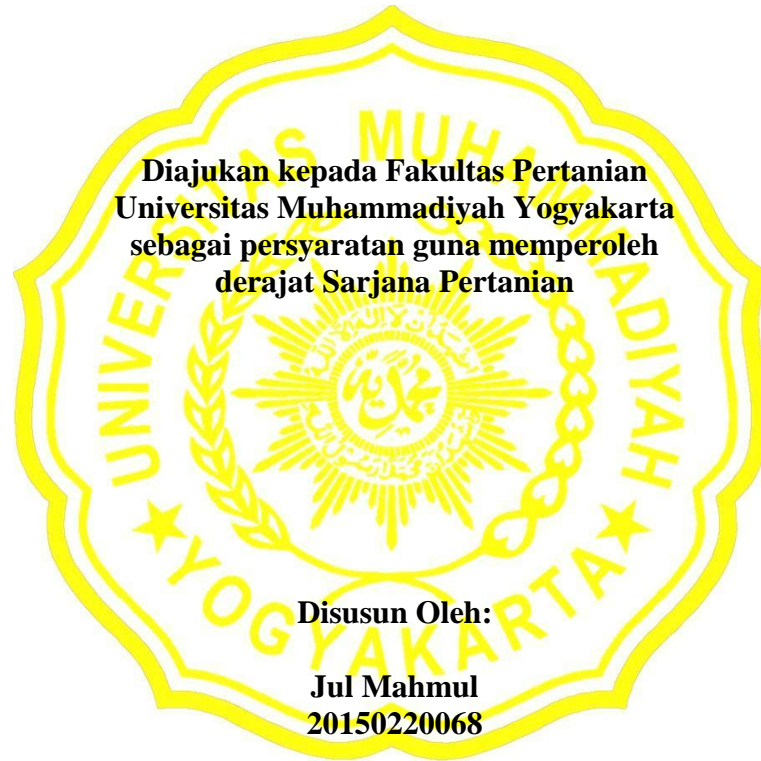 Diajukan kepada Fakultas Pertanian
Universitas Muhammadiyah Yogyakarta
sebagai persyaratan guna memperoleh
derajat Sarjana Pertanian
UNIVERSITAS MUHAMMADIYAH
★YOGYAKARTA★
محمدية
Disusun Oleh:
Jul Mahmul
20150220068